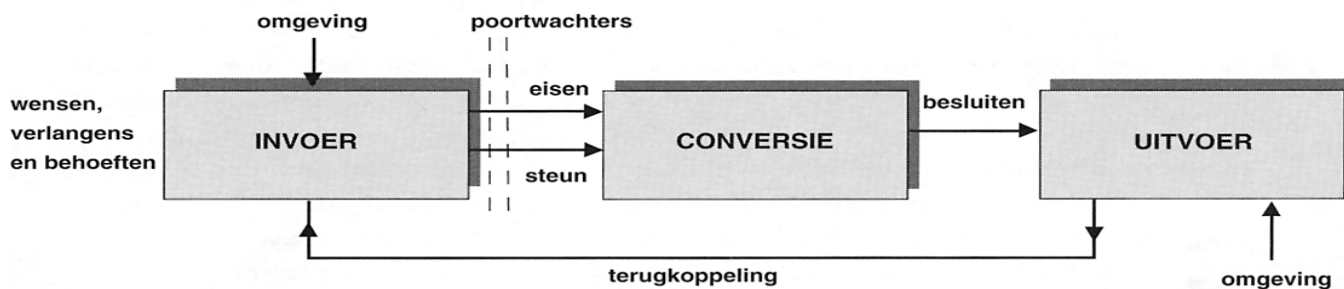 omgeving
poortwachters
wensen,
verlangens
en behoeften
INVOER
eisen
steun
CONVERSIE
besluiten
UITVOER
terugkoppeling
omgeving